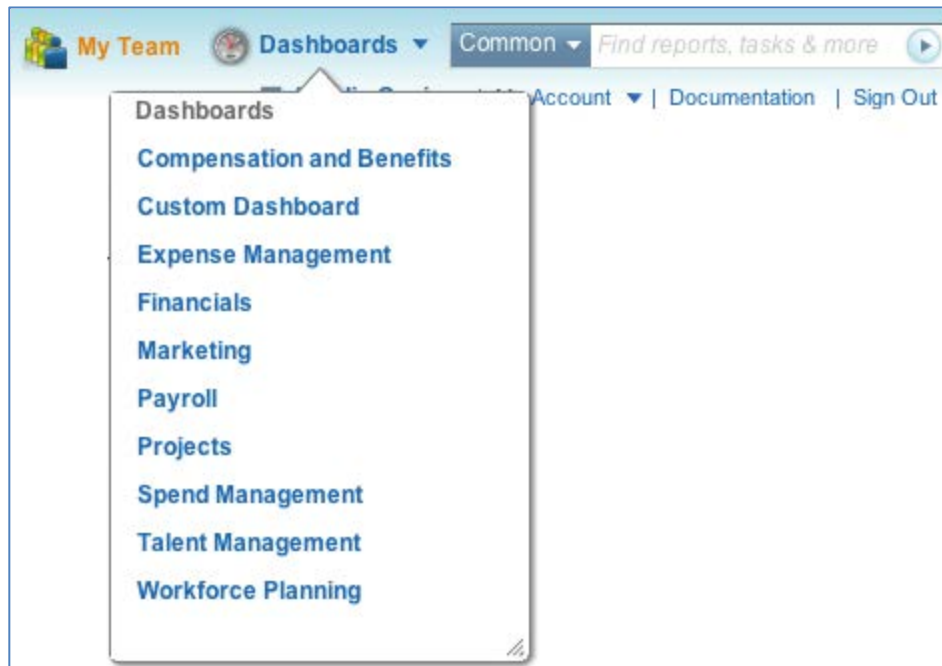 My Team Dashboards Common Find reports, tasks & more
Account | Documentation | Sign Out
Dashboards
Compensation and Benefits
Custom Dashboard
Expense Management
Financials
Marketing
Payroll
Projects
Spend Management
Talent Management
Workforce Planning